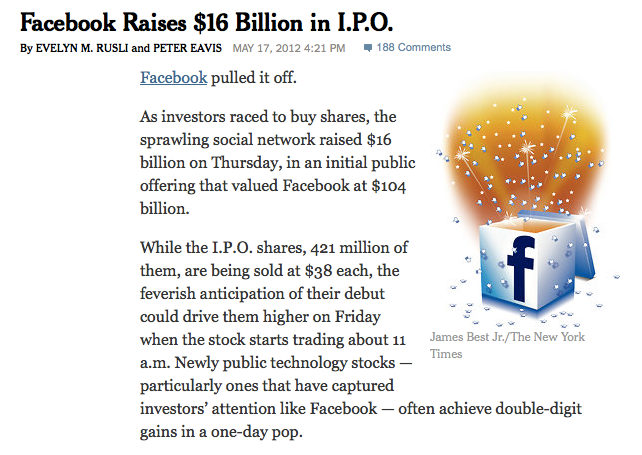 Facebook Raises $16 Billion in I.P.O.
By EVELYN M. RUSLI and PETER EAVIS MAY 17, 2012 4:21 PM 188 Comments
Facebook pulled it off.
As investors raced to buy shares, the
sprawling social network raised $16
billion on Thursday, in an initial public
offering that valued Facebook at $104
billion.
While the I.P.O. shares, 421 million of
them, are being sold at $38 each, the
feverish anticipation of their debut
could drive them higher on Friday
when the stock starts trading about 11
a.m. Newly public technology stocks —
particularly ones that have captured
investors' attention like Facebook — often achieve double-digit
gains in a one-day pop.
f
James Best Jr./The New York
Times